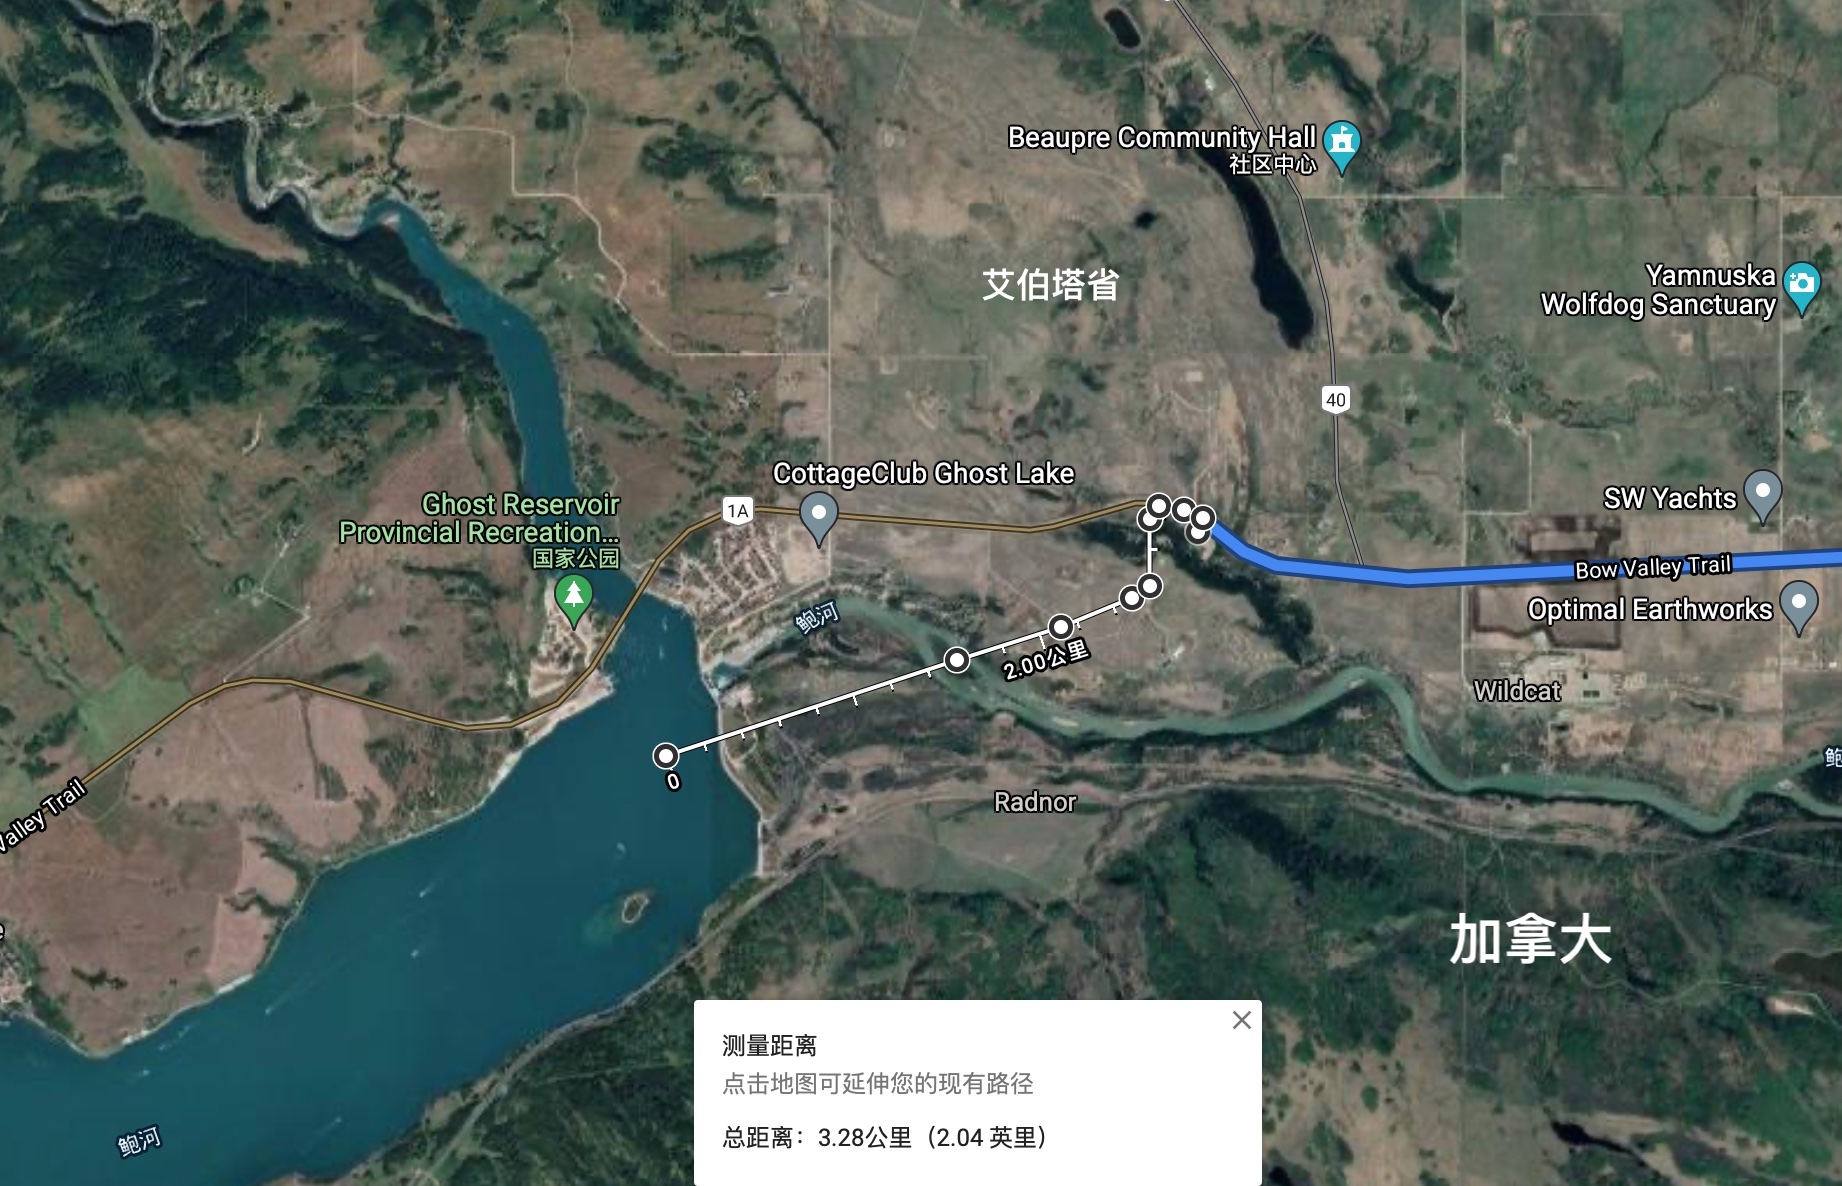 Beaupre Community Hall
社区中心
艾伯塔省
Yamnuska
Wolfdog Sanctuary
40
CottageClub Ghost Lake
SW Yachts
Ghost Reservoir
Provincial Recreation...
国家公园
1A
Bow Valley Trail
Optimal Earthworks
鲍河
2.00公里
Wildcat
鲍
0
Radnor
Valley Trail
e
加拿大
鲍河
测量距离
点击地图可延伸您的现有路径
总距离：3.28公里（2.04 英里）